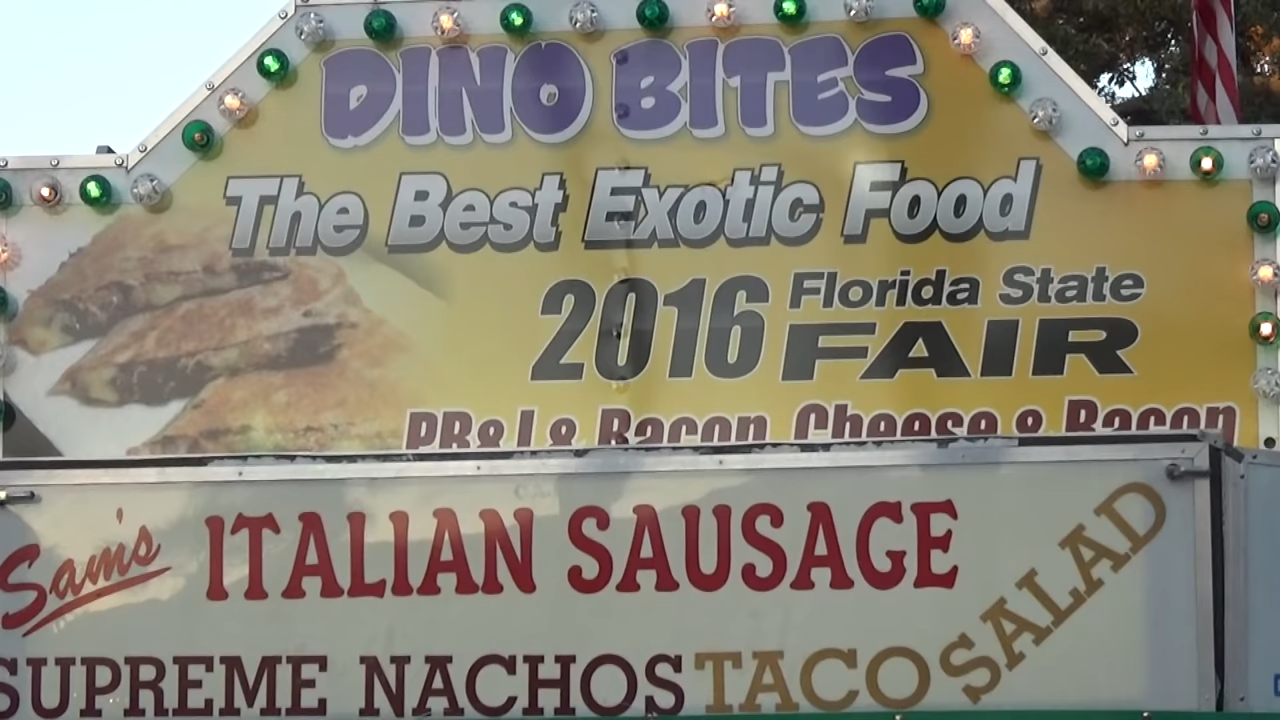 DINO BITES
The Best Exotic Food
2016 Florida State
FAIR
PB&J & Bacon, Cheese & Bacon
Sam's ITALIAN SAUSAGE
SUPREME NACHOS TACO SALAD